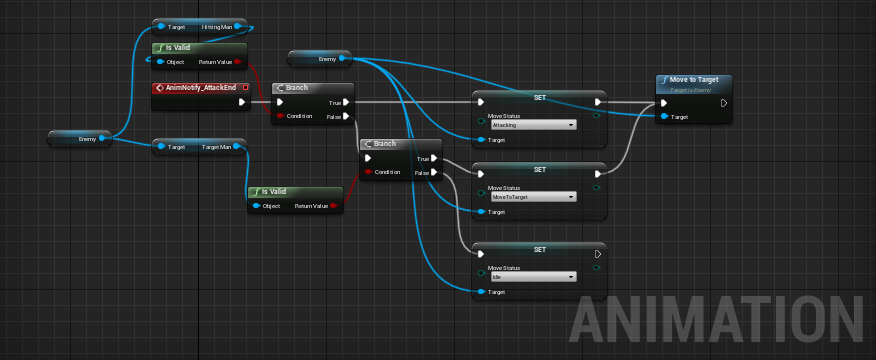 Target
Hitting Man
Is Valid
Object
Return Value
Enemy
AnimNotify_AttackEnd
Branch
True
Condition
False
SET
Move Status
Attacking
Target
Move to Target
Target is Enemy
Target
Enemy
Target
Target Man
Branch
True
Condition
False
SET
Move Status
MoveToTarget
Target
Is Valid
Object
Return Value
SET
Move Status
Idle
Target
ANIMATION